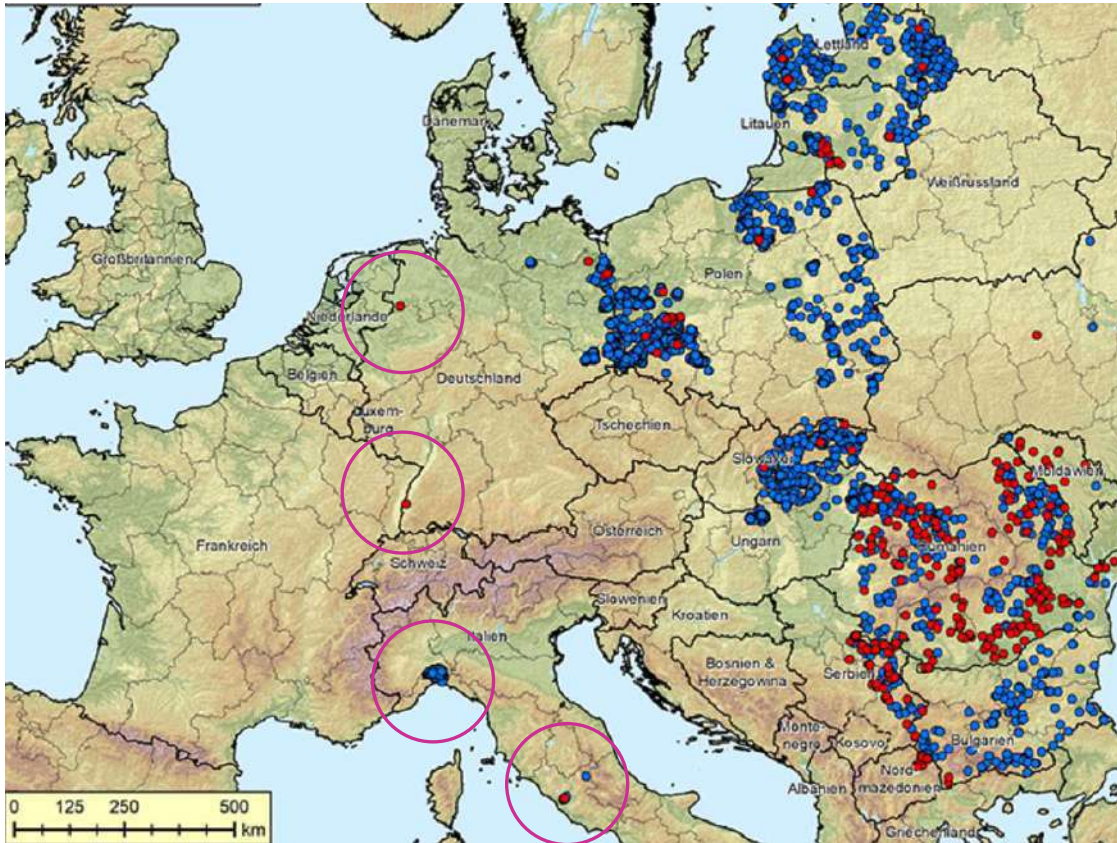 Lettland
Dänemark
Litauen
Weißrussland
Großbritannien
Polen
Niederlande
Belgien
Deutschland
Luxem-
burg
Tschechien
Slowakei
Moldawien
Frankreich
Österreich
Ungarn
Rumänien
Schweiz
Slowenien
Kroatien
Italien
Bosnien &
Herzegowina
Serbien
Monte-
negro
Kosovo
Bulgarien
Nord
mazedonien
Albanien
Griechenland
0 125 250 500
km